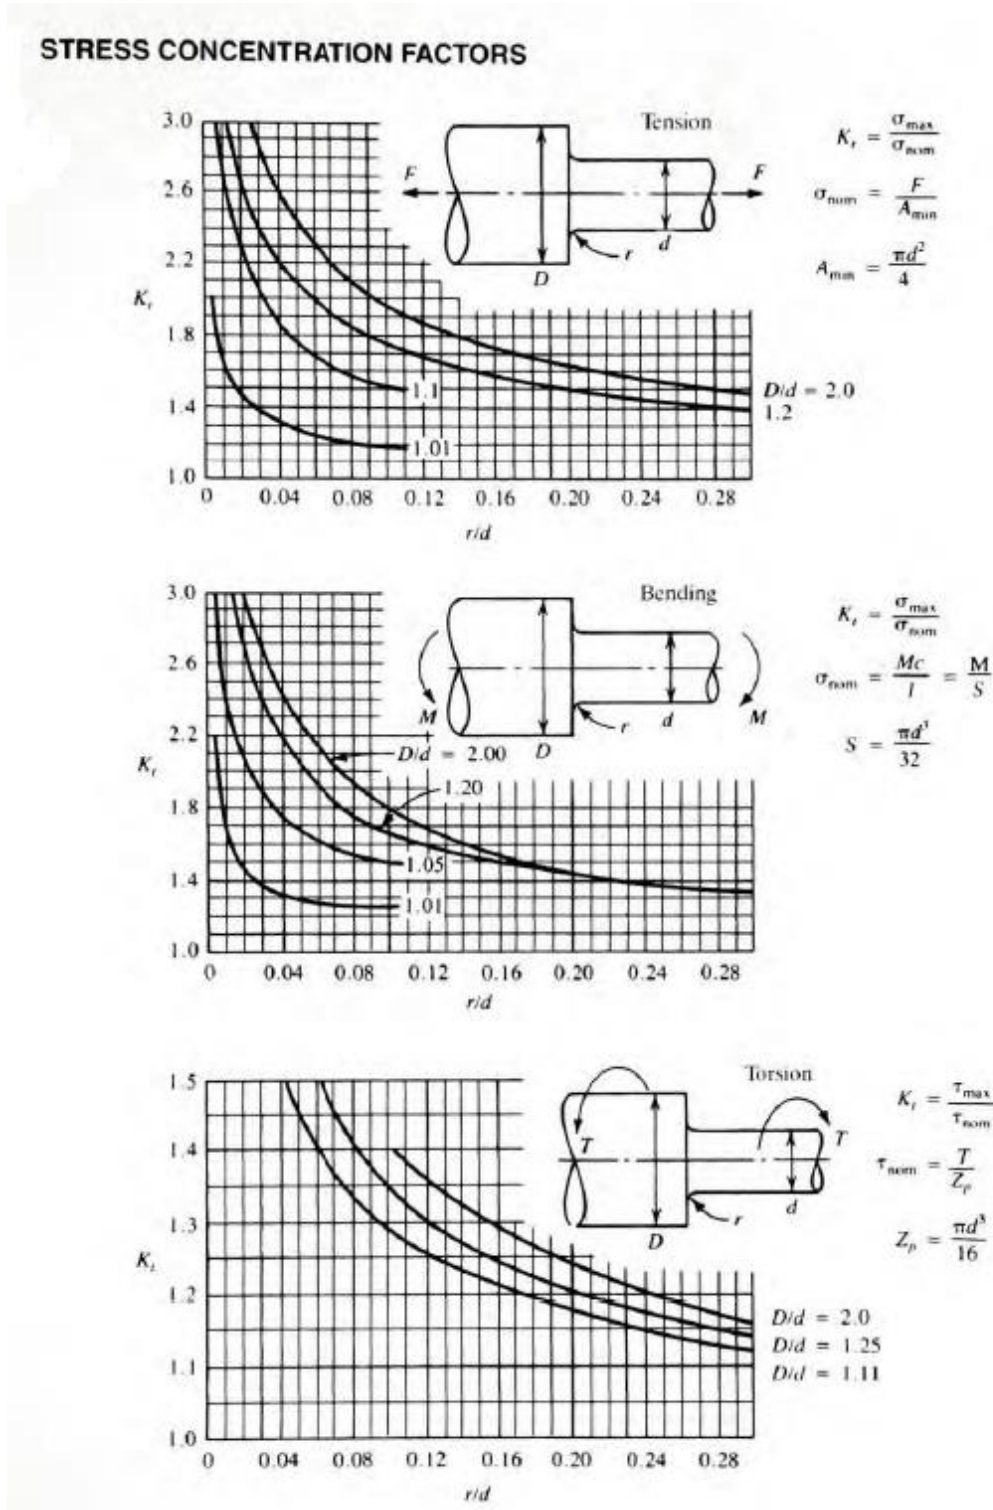 STRESS CONCENTRATION FACTORS
Tension
3.0
2.6
2.2
1.8
1.4
1.0
K_t
F
F
D
d
r
K_t = σ_max / σ_nom
σ_nom = F / A_min
A_min = πd² / 4
1.1
1.01
D/d = 2.0
1.2
0 0.04 0.08 0.12 0.16 0.20 0.24 0.28
r/d
Bending
3.0
2.6
2.2
1.8
1.4
1.0
K_t
M
M
D
d
r
K_t = σ_max / σ_nom
σ_nom = Mc / I = M / S
S = πd³ / 32
D/d = 2.00
1.20
1.05
1.01
0 0.04 0.08 0.12 0.16 0.20 0.24 0.28
r/d
Torsion
1.5
1.4
1.3
1.2
1.1
1.0
K_t
T
T
D
d
r
K_t = τ_max / τ_nom
τ_nom = T / Z_p
Z_p = πd³ / 16
D/d = 2.0
D/d = 1.25
D/d = 1.11
0 0.04 0.08 0.12 0.16 0.20 0.24 0.28
r/d